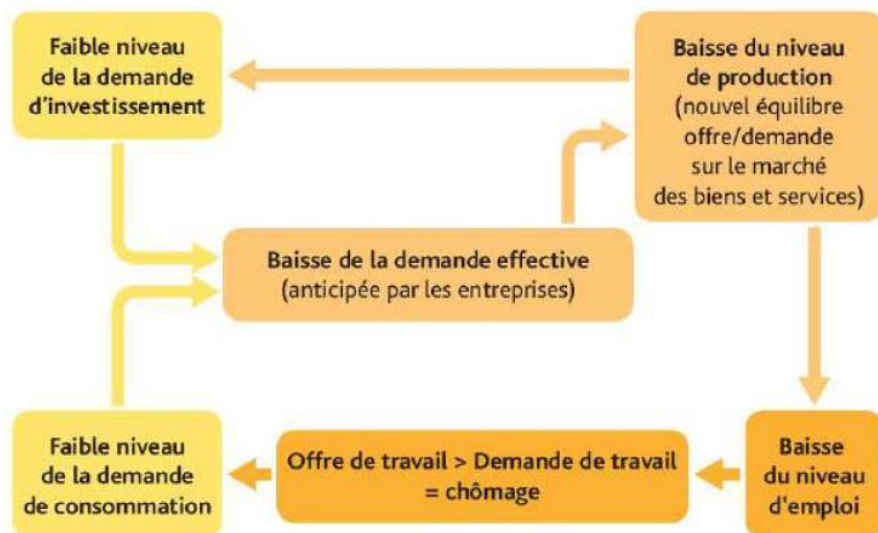 Faible niveau
de la demande
d'investissement
Baisse du niveau
de production
(nouvel équilibre
offre/demande
sur le marché
des biens et services)
Baisse de la demande effective
(anticipée par les entreprises)
Faible niveau
de la demande
de consommation
Offre de travail > Demande de travail
= chômage
Baisse
du niveau
d'emploi